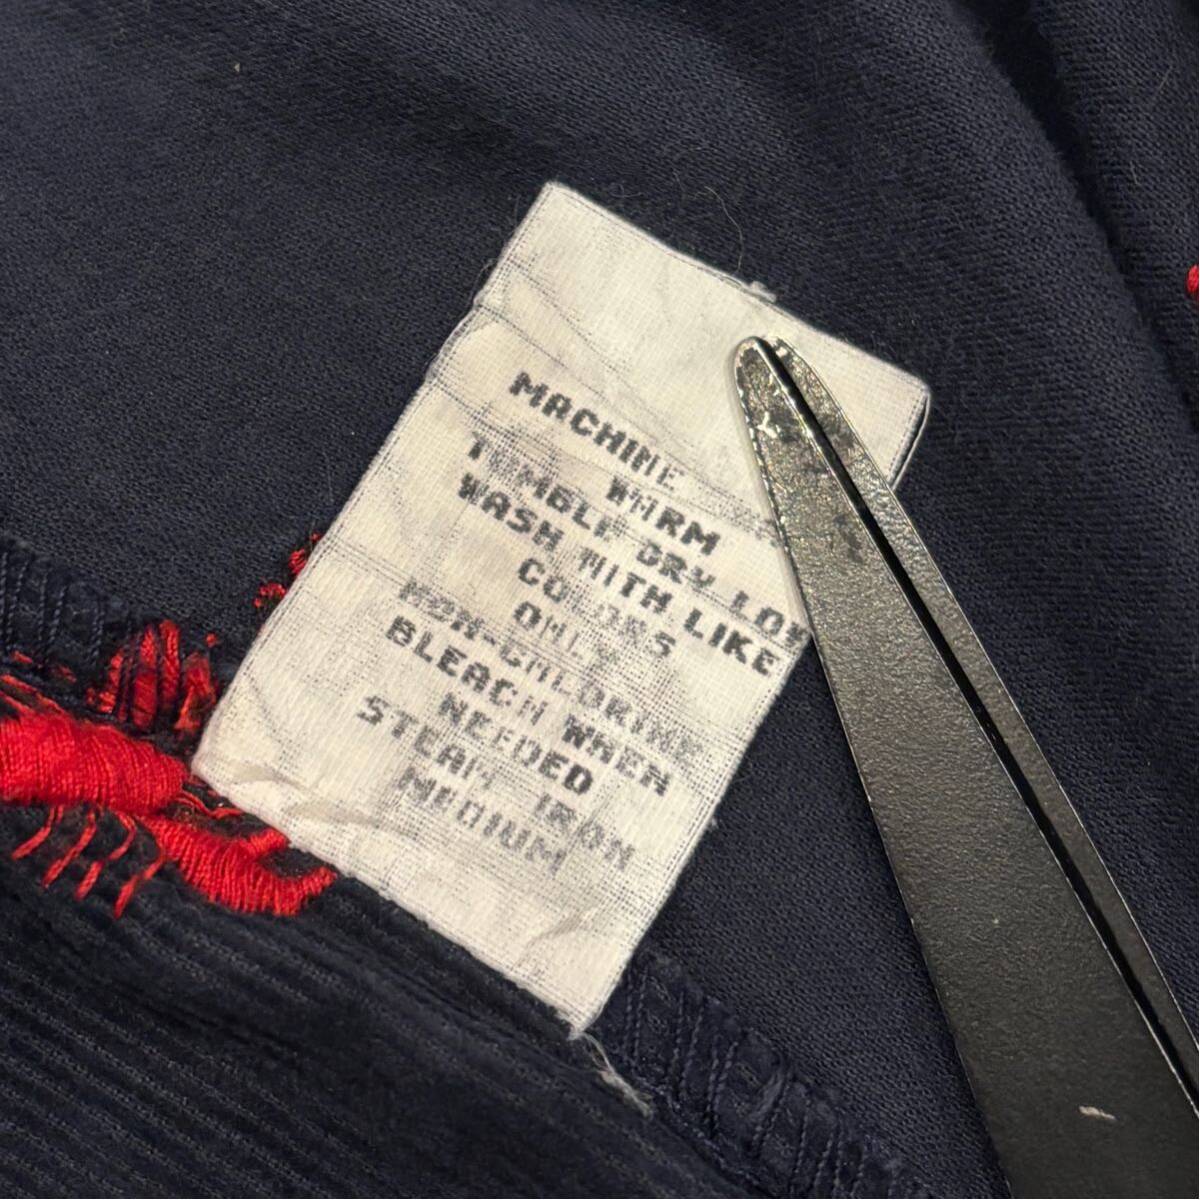 MACHINE
WARM
TUMBLE DRY LOW
WASH WITH LIKE
COLORS
ONLY
NON-CHLORINE
BLEACH WHEN
NEEDED
STEAM IRON
MEDIUM